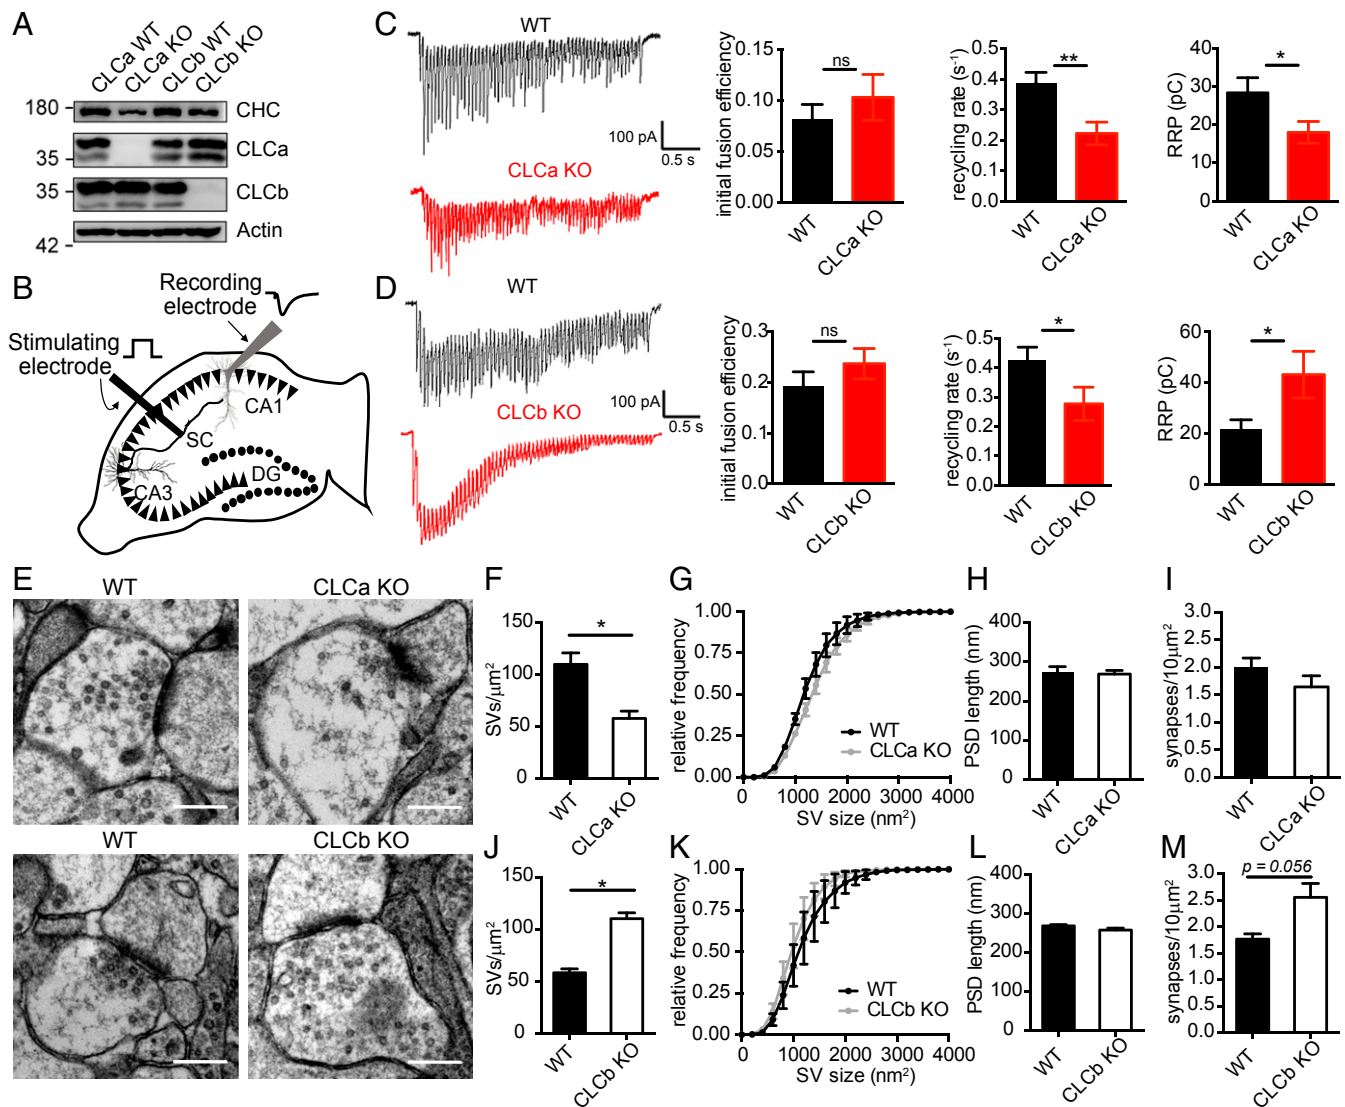 A
CLCa WT
CLCa KO
CLCb WT
CLCb KO
180
CHC
CLCa
35
35
CLCb
Actin
42
B
Recording
electrode
Stimulating
electrode
CA1
SC
DG
CA3
C
WT
100 pA
0.5 s
CLCa KO
initial fusion efficiency
0.15
0.10
0.05
0.00
ns
WT
CLCa KO
recycling rate (s-1)
0.5
0.4
0.3
0.2
0.1
0.0
**
WT
CLCa KO
RRP (pC)
40
30
20
10
0
*
WT
CLCa KO
D
WT
100 pA
0.5 s
CLCb KO
initial fusion efficiency
0.3
0.2
0.1
0.0
ns
WT
CLCb KO
recycling rate (s-1)
0.5
0.4
0.3
0.2
0.1
0.0
*
WT
CLCb KO
RRP (pC)
60
40
20
0
*
WT
CLCb KO
E
WT
CLCa KO
WT
CLCb KO
F
SVs/μm2
150
100
50
0
*
WT
CLCa KO
G
relative frequency
1.00
0.75
0.50
0.25
0.00
WT
CLCa KO
0 1000 2000 3000 4000
SV size (nm2)
H
PSD length (nm)
400
300
200
100
0
WT
CLCa KO
I
synapses/10μm2
3.0
2.5
2.0
1.5
1.0
0.5
0.0
WT
CLCa KO
J
SVs/μm2
150
100
50
0
*
WT
CLCb KO
K
relative frequency
1.00
0.75
0.50
0.25
0.00
WT
CLCb KO
0 1000 2000 3000 4000
SV size (nm2)
L
PSD length (nm)
400
300
200
100
0
WT
CLCb KO
M
synapses/10μm2
3.0
2.5
2.0
1.5
1.0
0.5
0.0
p = 0.056
WT
CLCb KO